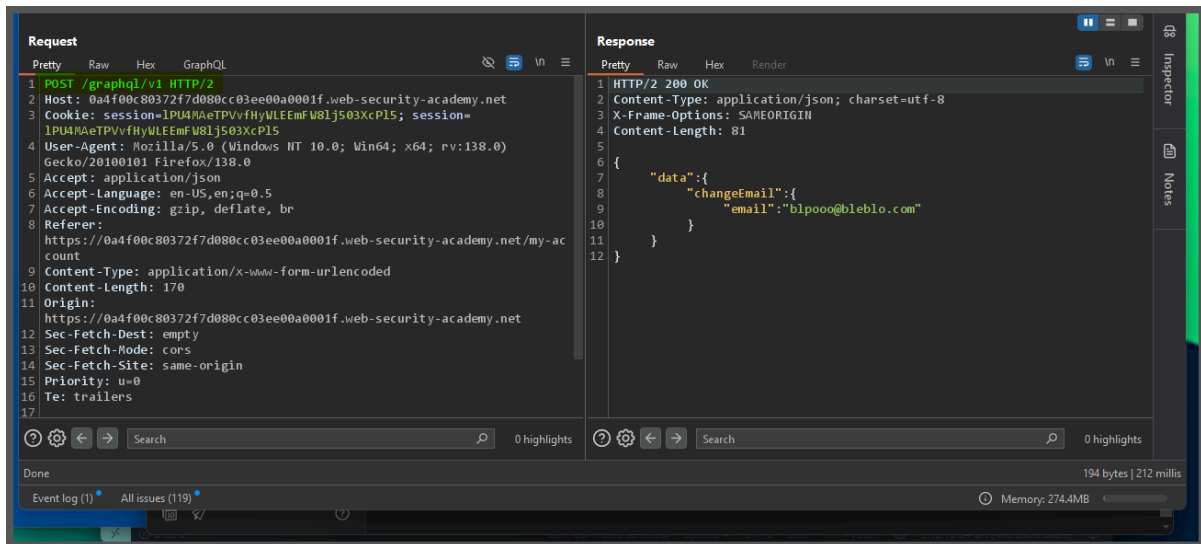 Request
Pretty Raw Hex GraphQL \n
1 POST /graphql/v1 HTTP/2
2 Host: 0a4f00c80372f7d080cc03ee00a0001f.web-security-academy.net
3 Cookie: session=lPU4MAeTPVvfHyWLEEmFW8lj503XcPl5; session=
lPU4MAeTPVvfHyWLEEmFW8lj503XcPl5
4 User-Agent: Mozilla/5.0 (Windows NT 10.0; Win64; x64; rv:138.0)
Gecko/20100101 Firefox/138.0
5 Accept: application/json
6 Accept-Language: en-US,en;q=0.5
7 Accept-Encoding: gzip, deflate, br
8 Referer:
https://0a4f00c80372f7d080cc03ee00a0001f.web-security-academy.net/my-ac
count
9 Content-Type: application/x-www-form-urlencoded
10 Content-Length: 170
11 Origin:
https://0a4f00c80372f7d080cc03ee00a0001f.web-security-academy.net
12 Sec-Fetch-Dest: empty
13 Sec-Fetch-Mode: cors
14 Sec-Fetch-Site: same-origin
15 Priority: u=0
16 Te: trailers
17
Search 0 highlights
Response
Pretty Raw Hex Render \n
1 HTTP/2 200 OK
2 Content-Type: application/json; charset=utf-8
3 X-Frame-Options: SAMEORIGIN
4 Content-Length: 81
5
6 {
7 "data":{
8 "changeEmail":{
9 "email":"blpooo@bleblo.com"
10 }
11 }
12 }
Search 0 highlights
Inspector
Notes
Done 194 bytes | 212 millis
Event log (1) All issues (119) Memory: 274.4MB